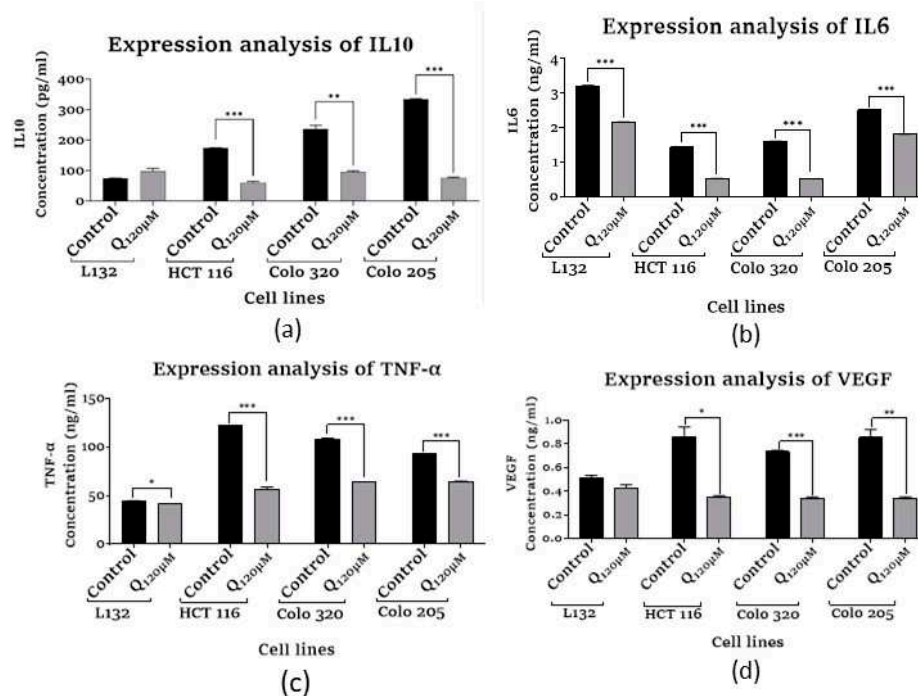 Expression analysis of IL10
IL10
Concentration (pg/ml)
400
300
200
100
0
***
**
***
Control
Q120µM
Control
Q120µM
Control
Q120µM
Control
Q120µM
L132
HCT 116
Colo 320
Colo 205
Cell lines
(a)
Expression analysis of IL6
IL6
Concentration (ng/ml)
4
3
2
1
0
***
***
***
***
Control
Q120µM
Control
Q120µM
Control
Q120µM
Control
Q120µM
L132
HCT 116
Colo 320
Colo 205
Cell lines
(b)
Expression analysis of TNF-α
TNF-α
Concentration (ng/ml)
150
100
50
0
*
***
***
***
Control
Q120µM
Control
Q120µM
Control
Q120µM
Control
Q120µM
L132
HCT 116
Colo 320
Colo 205
Cell lines
(c)
Expression analysis of VEGF
VEGF
Concentration (ng/ml)
1.0
0.8
0.6
0.4
0.2
0.0
*
***
**
Control
Q120µM
Control
Q120µM
Control
Q120µM
Control
Q120µM
L132
HCT 116
Colo 320
Colo 205
Cell lines
(d)